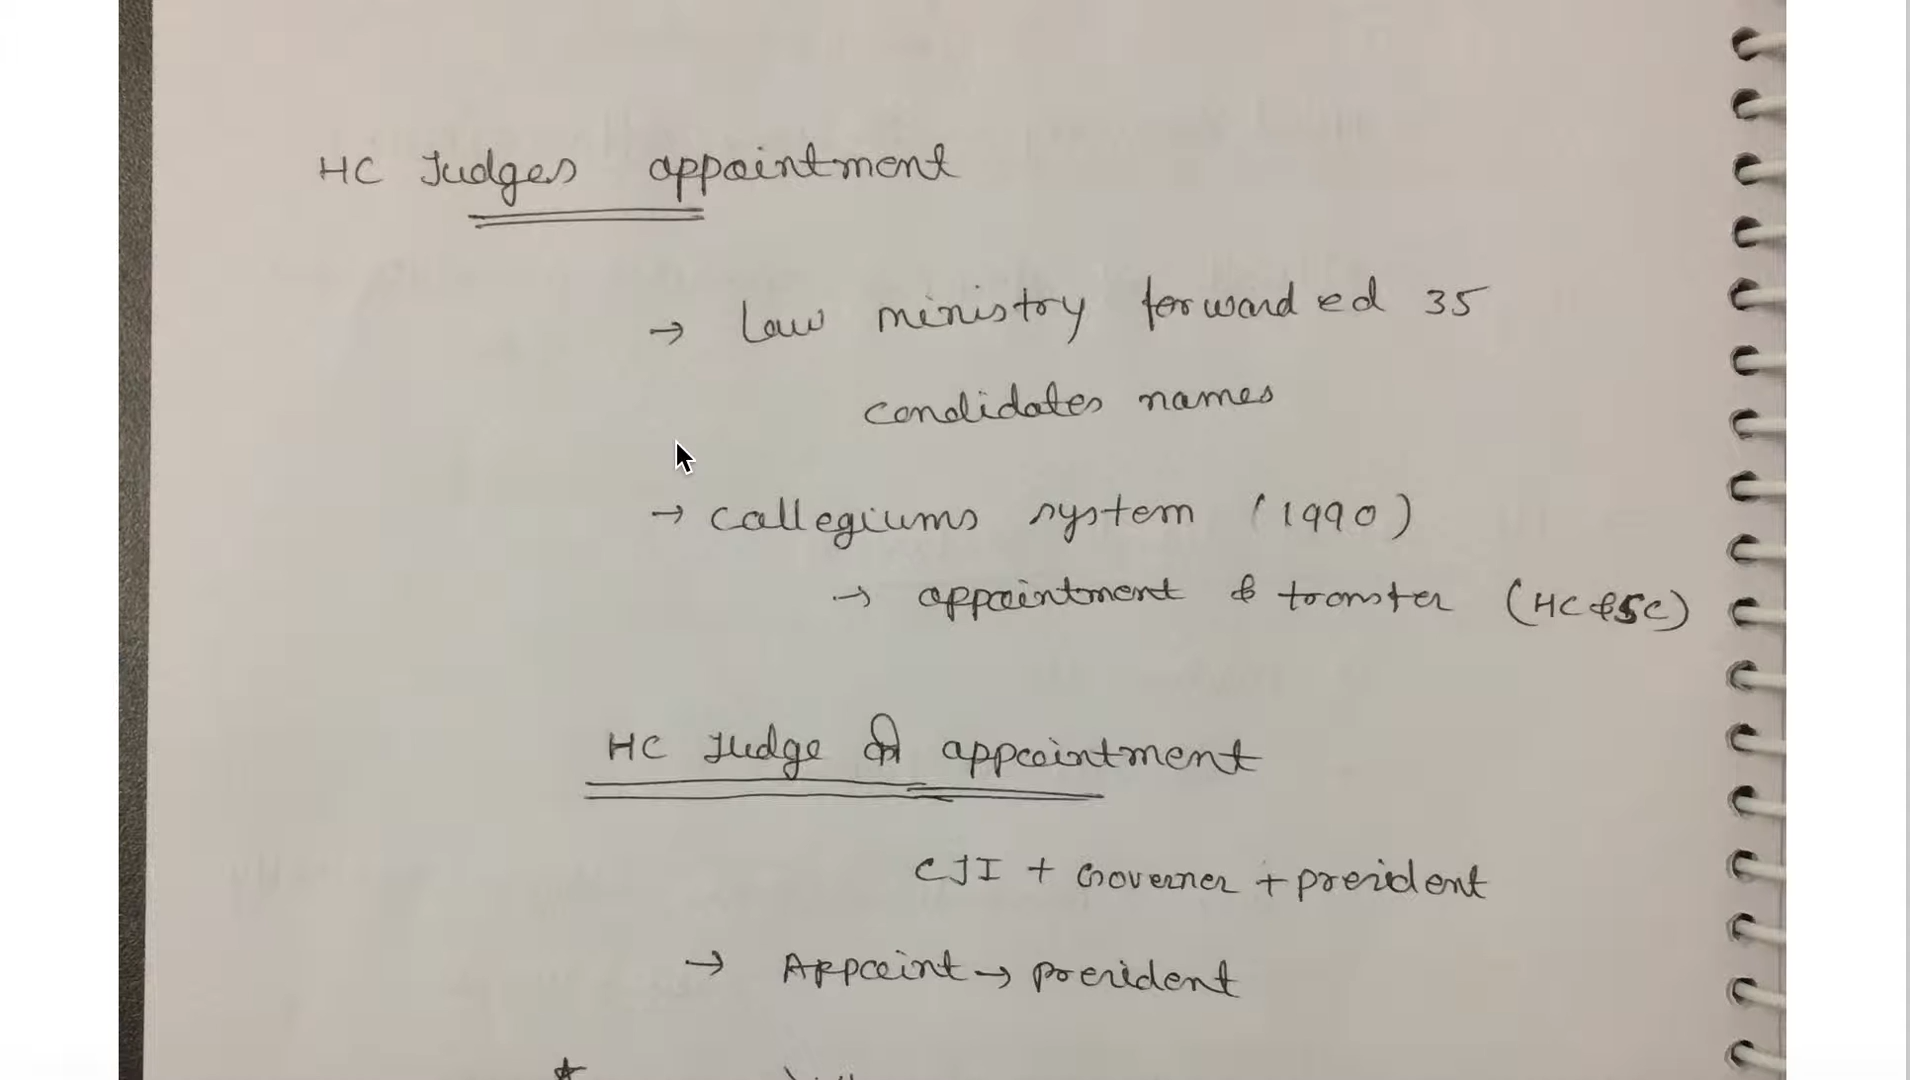 HC Judges appointment
→ Law ministry forwarded 35
candidates names
→ collegiums system (1990)
→ appointment & transfer (HC & SC)
HC Judge की appointment
CJI + Governer + president
→ Appoint → president